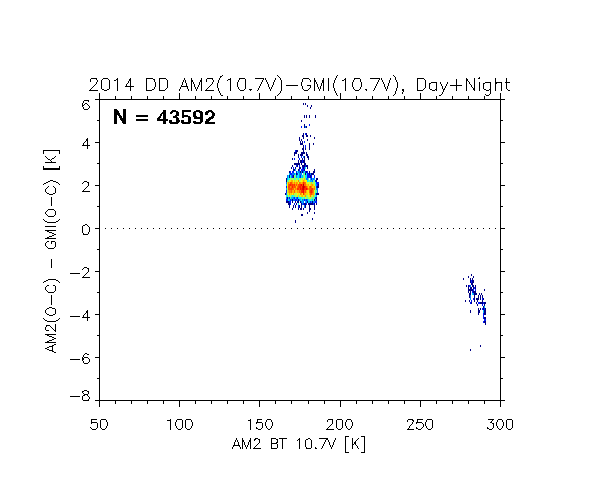 2014 DD AM2(10.7V)−GMI(10.7V), Day+Night
N = 43592
6
4
2
0
−2
−4
−6
−8
AM2(O−C) − GMI(O−C) [K]
50 100 150 200 250 300
AM2 BT 10.7V [K]